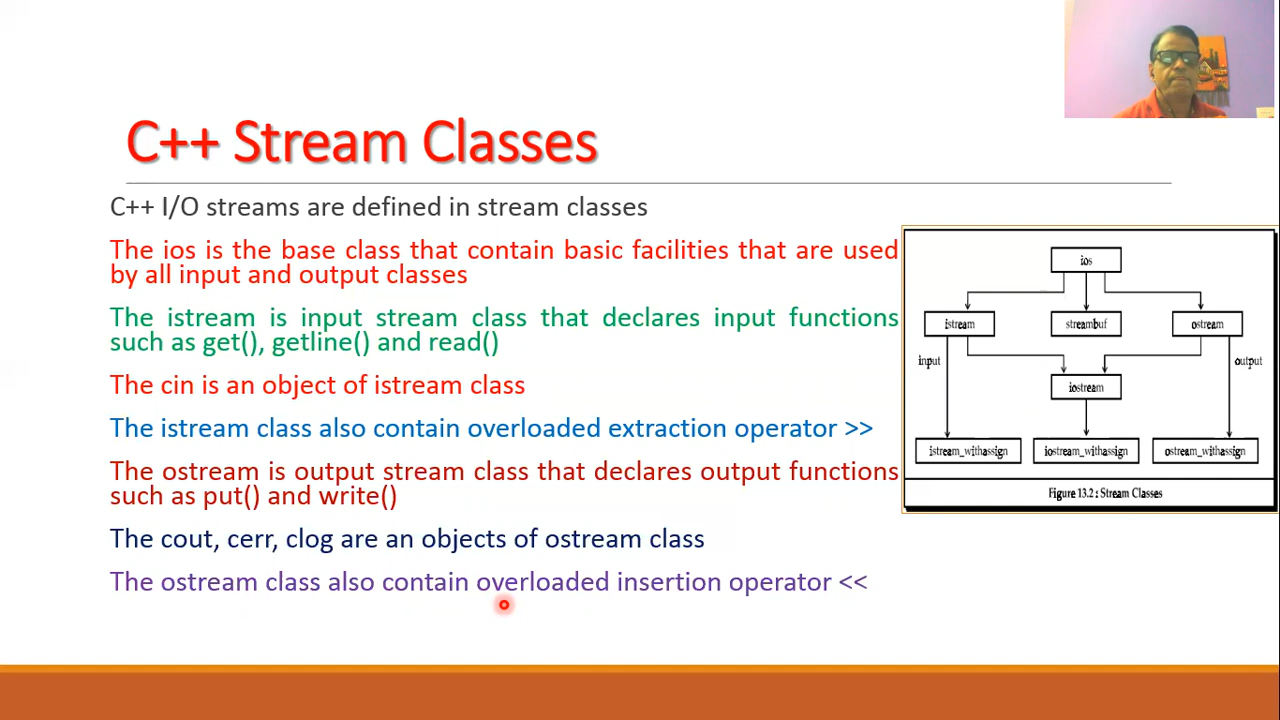 C++ Stream Classes
C++ I/O streams are defined in stream classes
The ios is the base class that contain basic facilities that are used
by all input and output classes
The istream is input stream class that declares input functions
such as get(), getline() and read()
The cin is an object of istream class
The istream class also contain overloaded extraction operator >>
The ostream is output stream class that declares output functions
such as put() and write()
The cout, cerr, clog are an objects of ostream class
The ostream class also contain overloaded insertion operator <<
ios
istream
streambuf
ostream
input
output
iostream
istream_withassign
iostream_withassign
ostream_withassign
Figure 13.2 : Stream Classes